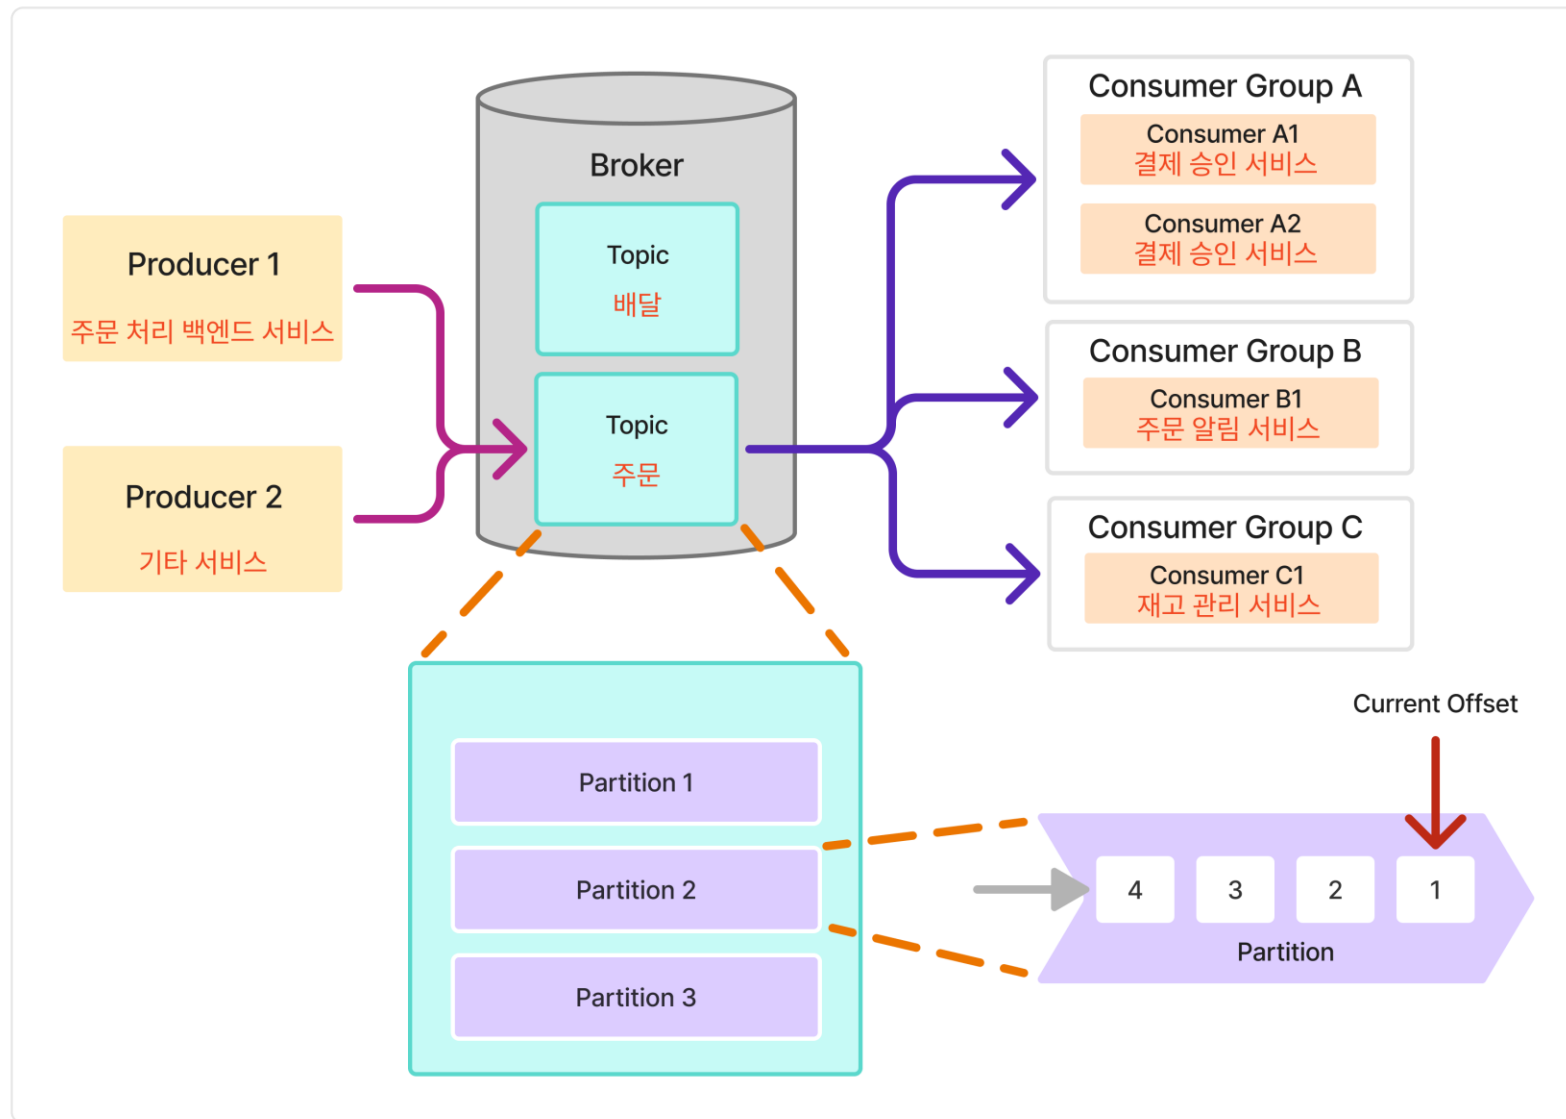 Producer 1
주문 처리 백엔드 서비스
Producer 2
기타 서비스
Broker
Topic
배달
Topic
주문
Consumer Group A
Consumer A1
결제 승인 서비스
Consumer A2
결제 승인 서비스
Consumer Group B
Consumer B1
주문 알림 서비스
Consumer Group C
Consumer C1
재고 관리 서비스
Partition 1
Partition 2
Partition 3
Current Offset
4 3 2 1
Partition